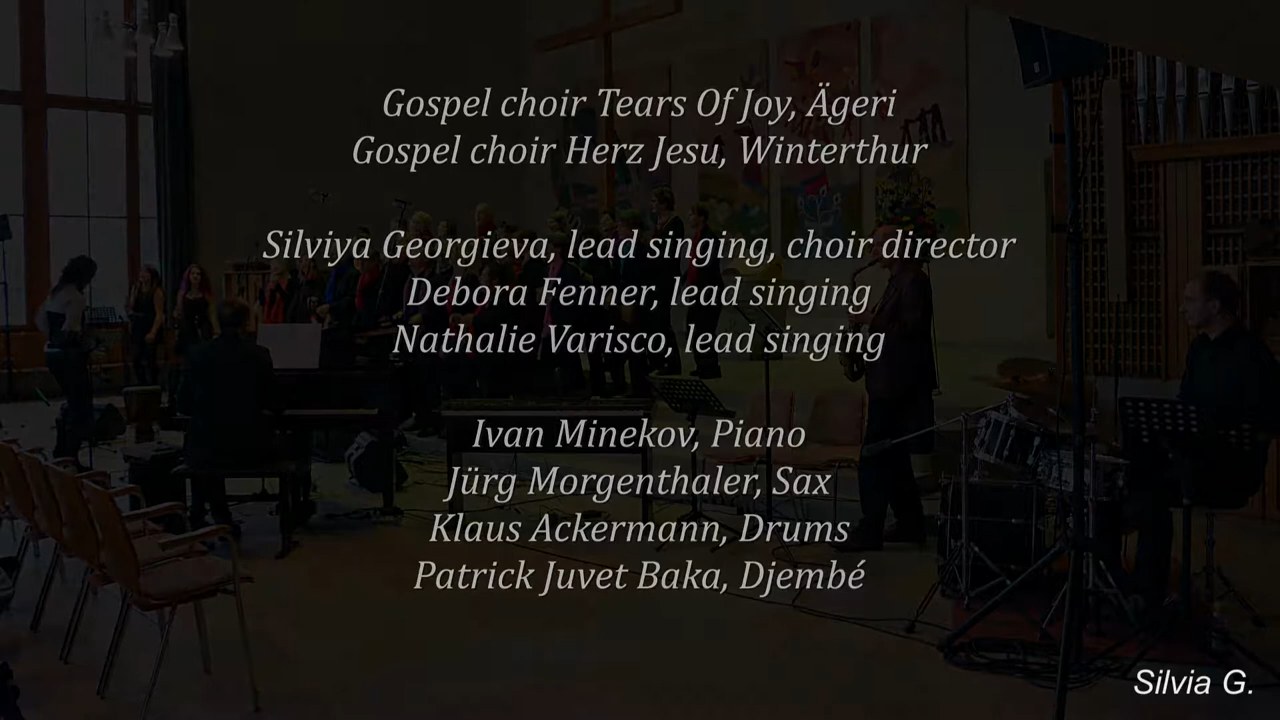 Gospel choir Tears Of Joy, Ägeri
Gospel choir Herz Jesu, Winterthur
Silviya Georgieva, lead singing, choir director
Debora Fenner, lead singing
Nathalie Varisco, lead singing
Ivan Minekov, Piano
Jürg Morgenthaler, Sax
Klaus Ackermann, Drums
Patrick Juvet Baka, Djembé
Silvia G.